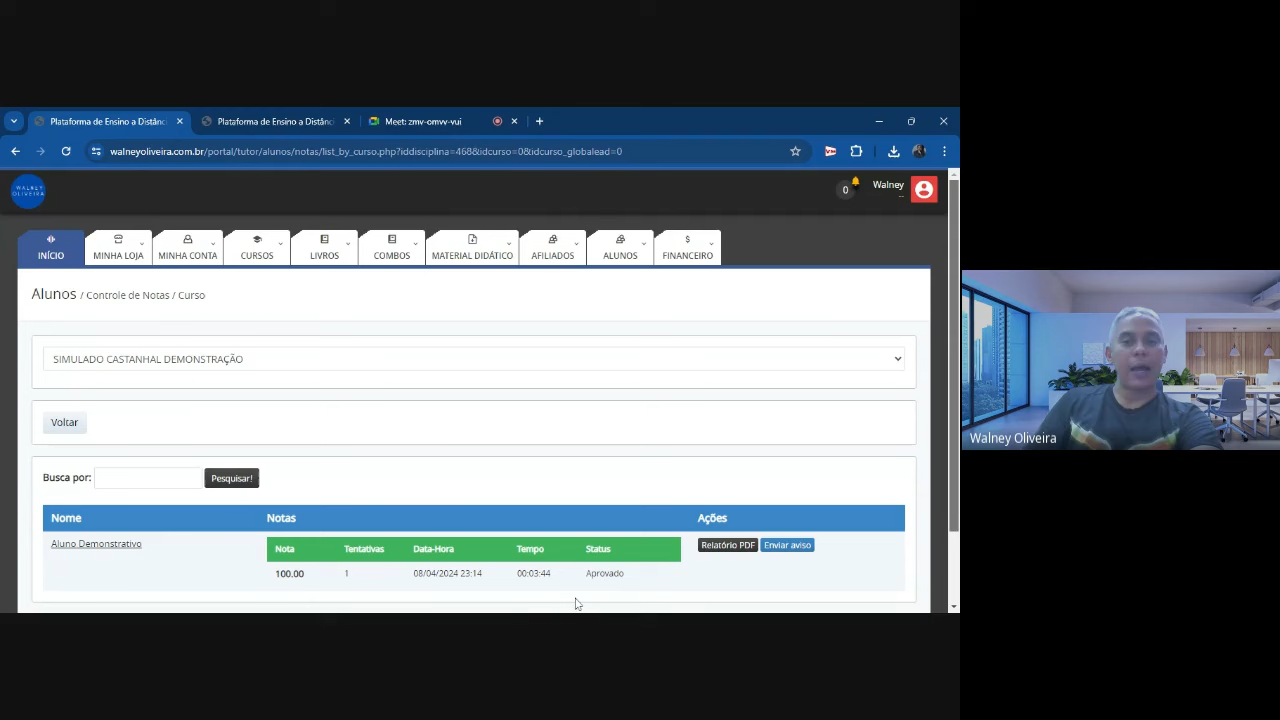 Plataforma de Ensino a Distânc
Plataforma de Ensino a Distânc
Meet: zmv-omvv-vui
walneyoliveira.com.br/portal/tutor/alunos/notas/list_by_curso.php?iddisciplina=468&idcurso=0&idcurso_globalead=0
WALNEY
OLIVEIRA
0
Walney
--
INÍCIO
MINHA LOJA
MINHA CONTA
CURSOS
LIVROS
COMBOS
MATERIAL DIDÁTICO
AFILIADOS
ALUNOS
FINANCEIRO
Alunos / Controle de Notas / Curso
SIMULADO CASTANHAL DEMONSTRAÇÃO
Voltar
Busca por: Pesquisar!
Nome Notas Ações
Aluno Demonstrativo
Nota Tentativas Data-Hora Tempo Status
100.00 1 08/04/2024 23:14 00:03:44 Aprovado
Relatório PDF Enviar aviso
Walney Oliveira